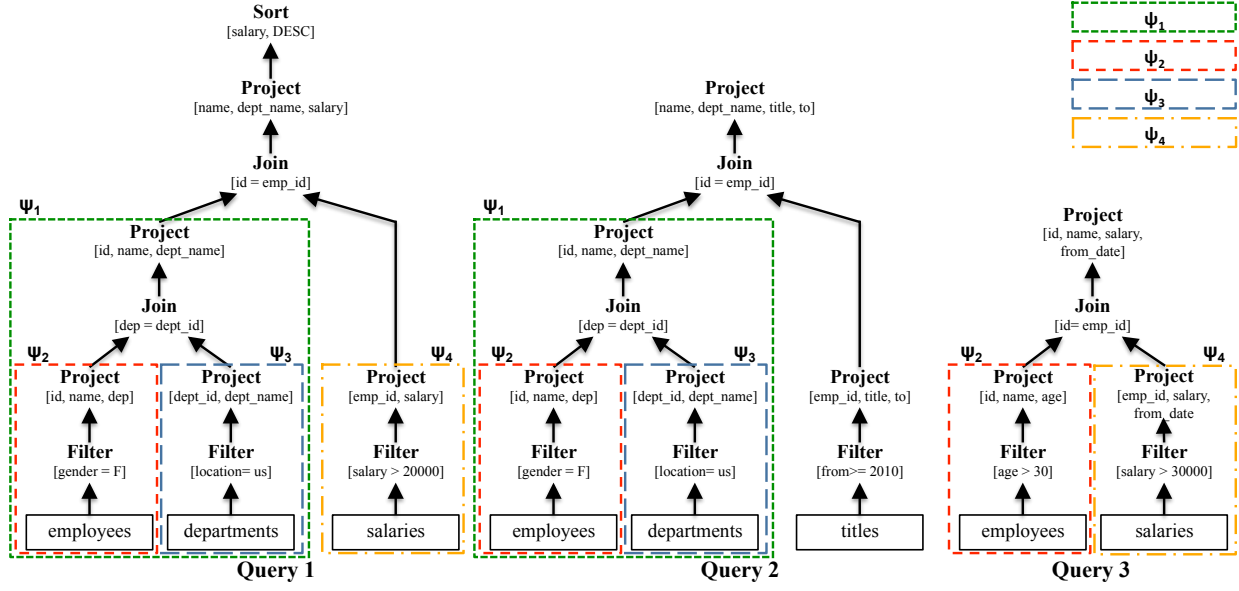 Sort
[salary, DESC]
Project
[name, dept_name, salary]
Join
[id = emp_id]
ψ1
Project
[id, name, dept_name]
Join
[dep = dept_id]
ψ2
ψ3
ψ4
Project
[id, name, dep]
Project
[dept_id, dept_name]
Project
[emp_id, salary]
Filter
[gender = F]
Filter
[location= us]
Filter
[salary > 20000]
employees
departments
salaries
Query 1
Project
[name, dept_name, title, to]
Join
[id = emp_id]
ψ1
Project
[id, name, dept_name]
Join
[dep = dept_id]
ψ2
ψ3
Project
[id, name, dep]
Project
[dept_id, dept_name]
Project
[emp_id, title, to]
Filter
[gender = F]
Filter
[location= us]
Filter
[from>= 2010]
employees
departments
titles
Query 2
Project
[id, name, salary,
from_date]
Join
[id= emp_id]
ψ2
ψ4
Project
[id, name, age]
Project
[emp_id, salary,
from_date
Filter
[age > 30]
Filter
[salary > 30000]
employees
salaries
Query 3
ψ1
ψ2
ψ3
ψ4